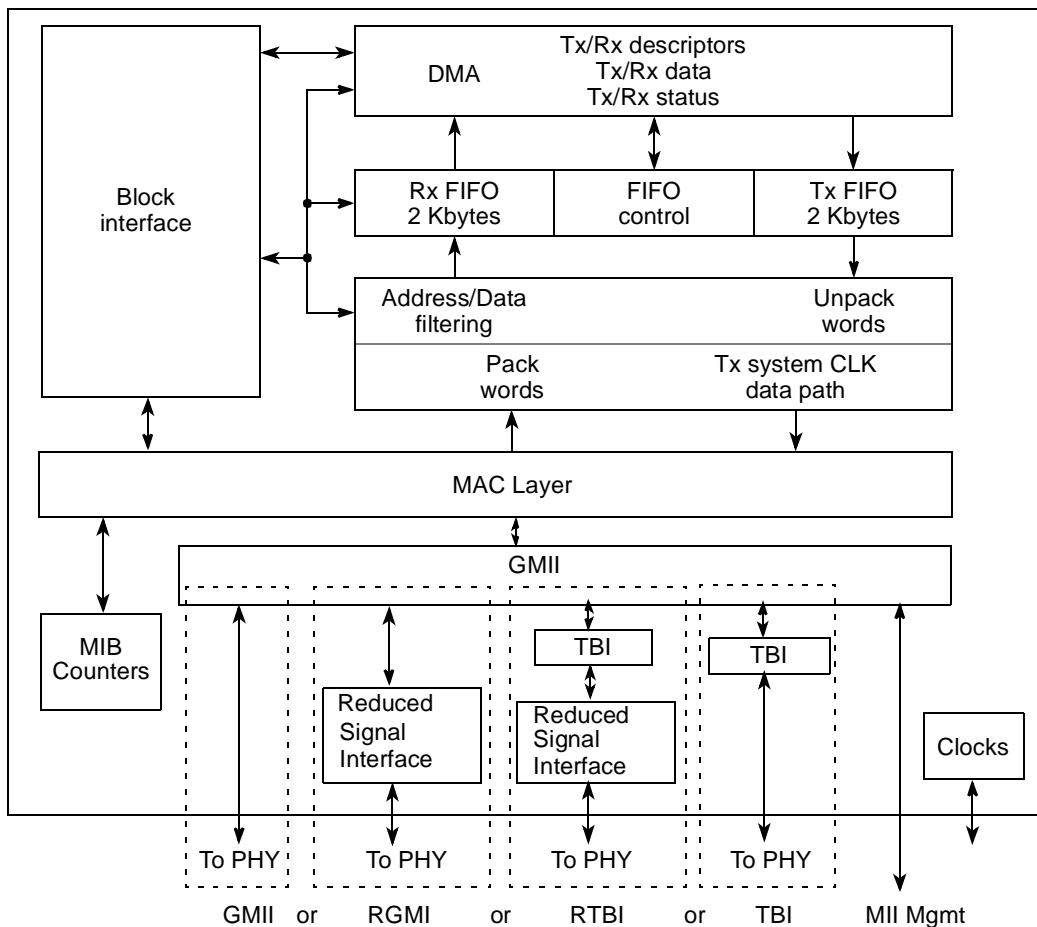 Tx/Rx descriptors
DMA
Tx/Rx data
Tx/Rx status
Block
interface
Rx FIFO
2 Kbytes
FIFO
control
Tx FIFO
2 Kbytes
Address/Data
filtering
Unpack
words
Pack
words
Tx system CLK
data path
MAC Layer
GMII
MIB
Counters
Reduced
Signal
Interface
TBI
Reduced
Signal
Interface
TBI
Clocks
To PHY
To PHY
To PHY
To PHY
GMII or RGMI or RTBI or TBI MII Mgmt